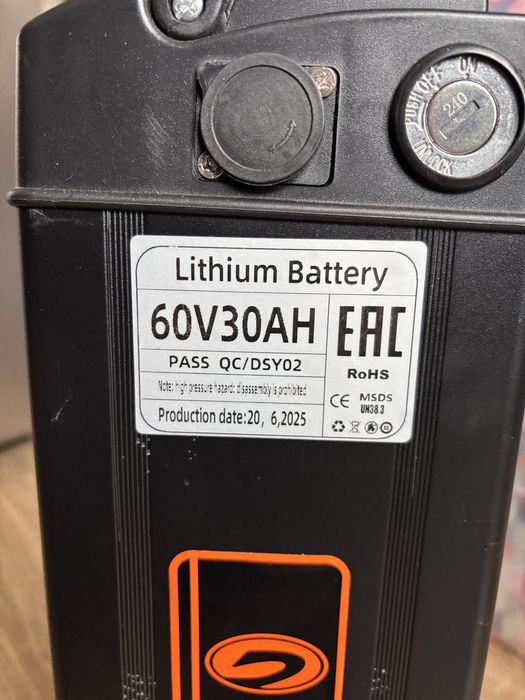 PUSH OFF ON
240
UNLOCK
Lithium Battery
60V30AH
PASS QC/DSY02
Note: high pressure hazard: disassembly is prohibited
Production date:20, 6,2025
EAC
RoHS
CE MSDS
UN38.3